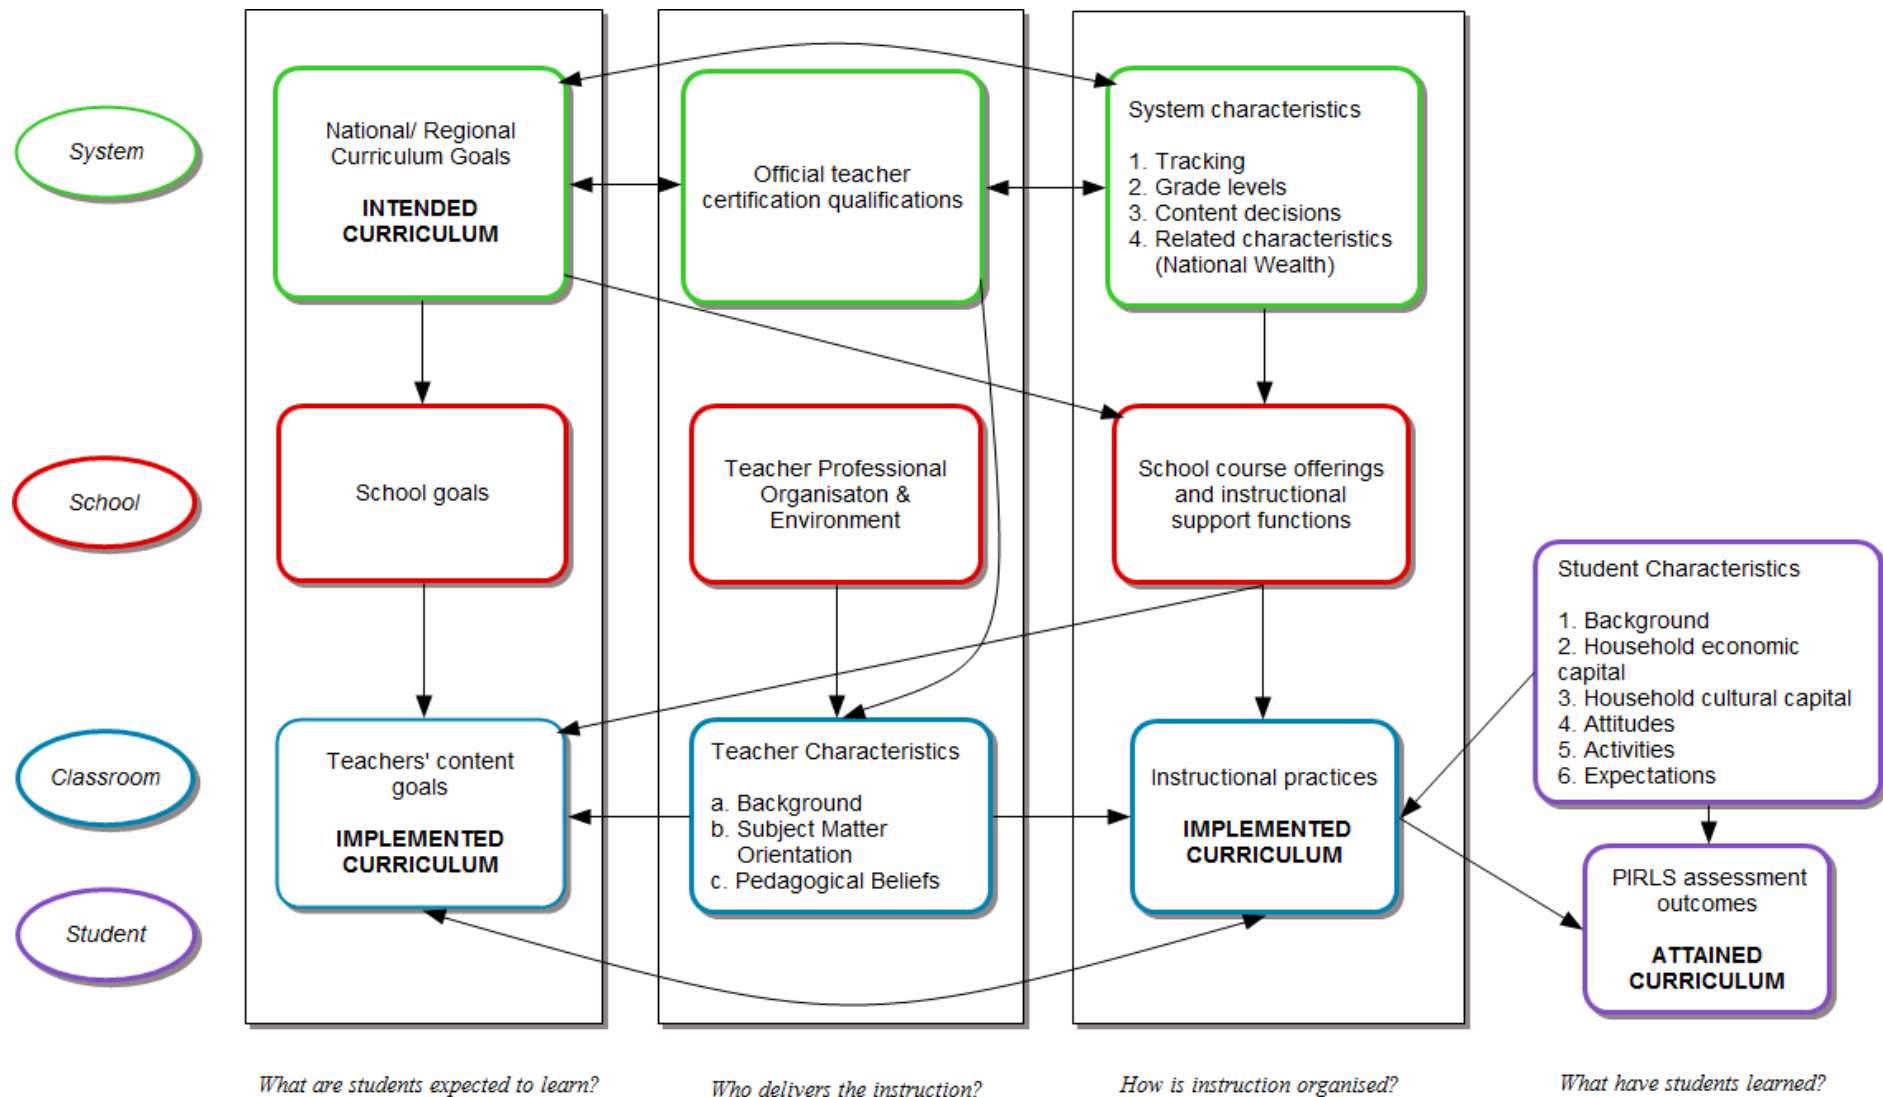 System
National/ Regional
Curriculum Goals
INTENDED
CURRICULUM
Official teacher
certification qualifications
System characteristics
1. Tracking
2. Grade levels
3. Content decisions
4. Related characteristics
(National Wealth)
School
School goals
Teacher Professional
Organisaton &
Environment
School course offerings
and instructional
support functions
Student Characteristics
1. Background
2. Household economic
capital
3. Household cultural capital
4. Attitudes
5. Activities
6. Expectations
Classroom
Teachers' content
goals
IMPLEMENTED
CURRICULUM
Teacher Characteristics
a. Background
b. Subject Matter
Orientation
c. Pedagogical Beliefs
Instructional practices
IMPLEMENTED
CURRICULUM
Student
PIRLS assessment
outcomes
ATTAINED
CURRICULUM
What are students expected to learn?
Who delivers the instruction?
How is instruction organised?
What have students learned?